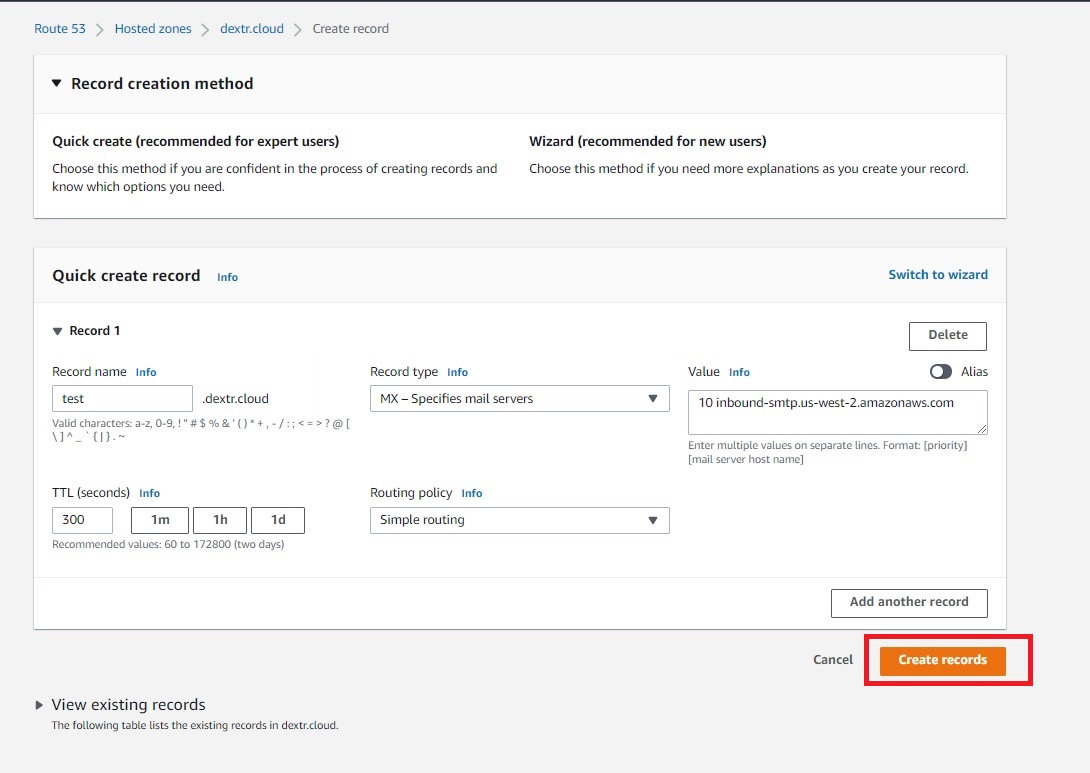 Route 53 > Hosted zones > dextr.cloud > Create record
Record creation method
Quick create (recommended for expert users)
Choose this method if you are confident in the process of creating records and
know which options you need.
Wizard (recommended for new users)
Choose this method if you need more explanations as you create your record.
Quick create record Info
Switch to wizard
Record 1
Delete
Record name Info
test .dextr.cloud
Valid characters: a-z, 0-9, ! " # $ % & ' ( ) * + , - / : ; < = > ? @ [
\ ] ^ _ ` { | } . ~
Record type Info
MX – Specifies mail servers
Value Info
Alias
10 inbound-smtp.us-west-2.amazonaws.com
Enter multiple values on separate lines. Format: [priority]
[mail server host name]
TTL (seconds) Info
300 1m 1h 1d
Recommended values: 60 to 172800 (two days)
Routing policy Info
Simple routing
Add another record
Cancel
Create records
View existing records
The following table lists the existing records in dextr.cloud.